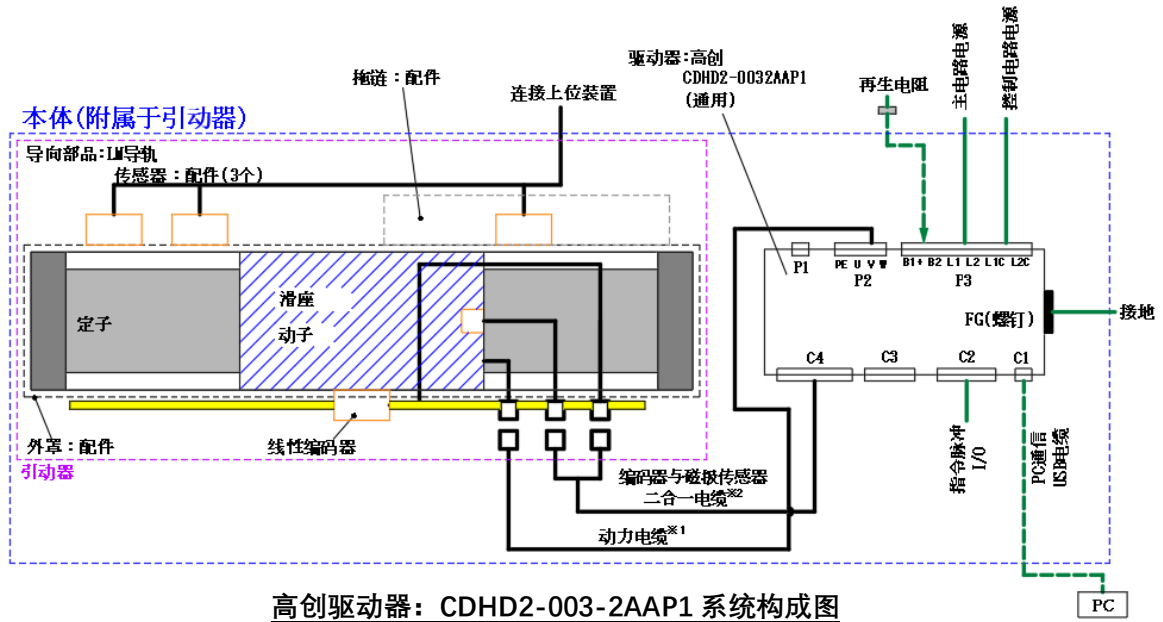 本体(附属于引动器)
导向部品:LM导轨
传感器：配件(3个)
拖链：配件
连接上位装置
驱动器:高创
CDHD2-0032AAP1
(通用)
再生电阻
主电路电源
控制电路电源
P1
PE U V W
P2
B1+ B2 L1 L2 L1C L2C
P3
FG(螺钉)
接地
C4
C3
C2
C1
定子
滑座
动子
外罩：配件
引动器
线性编码器
编码器与磁极传感器
二合一电缆※2
动力电缆※1
指令脉冲
I/O
PC通信
USB电缆
PC
高创驱动器：CDHD2-003-2AAP1 系统构成图